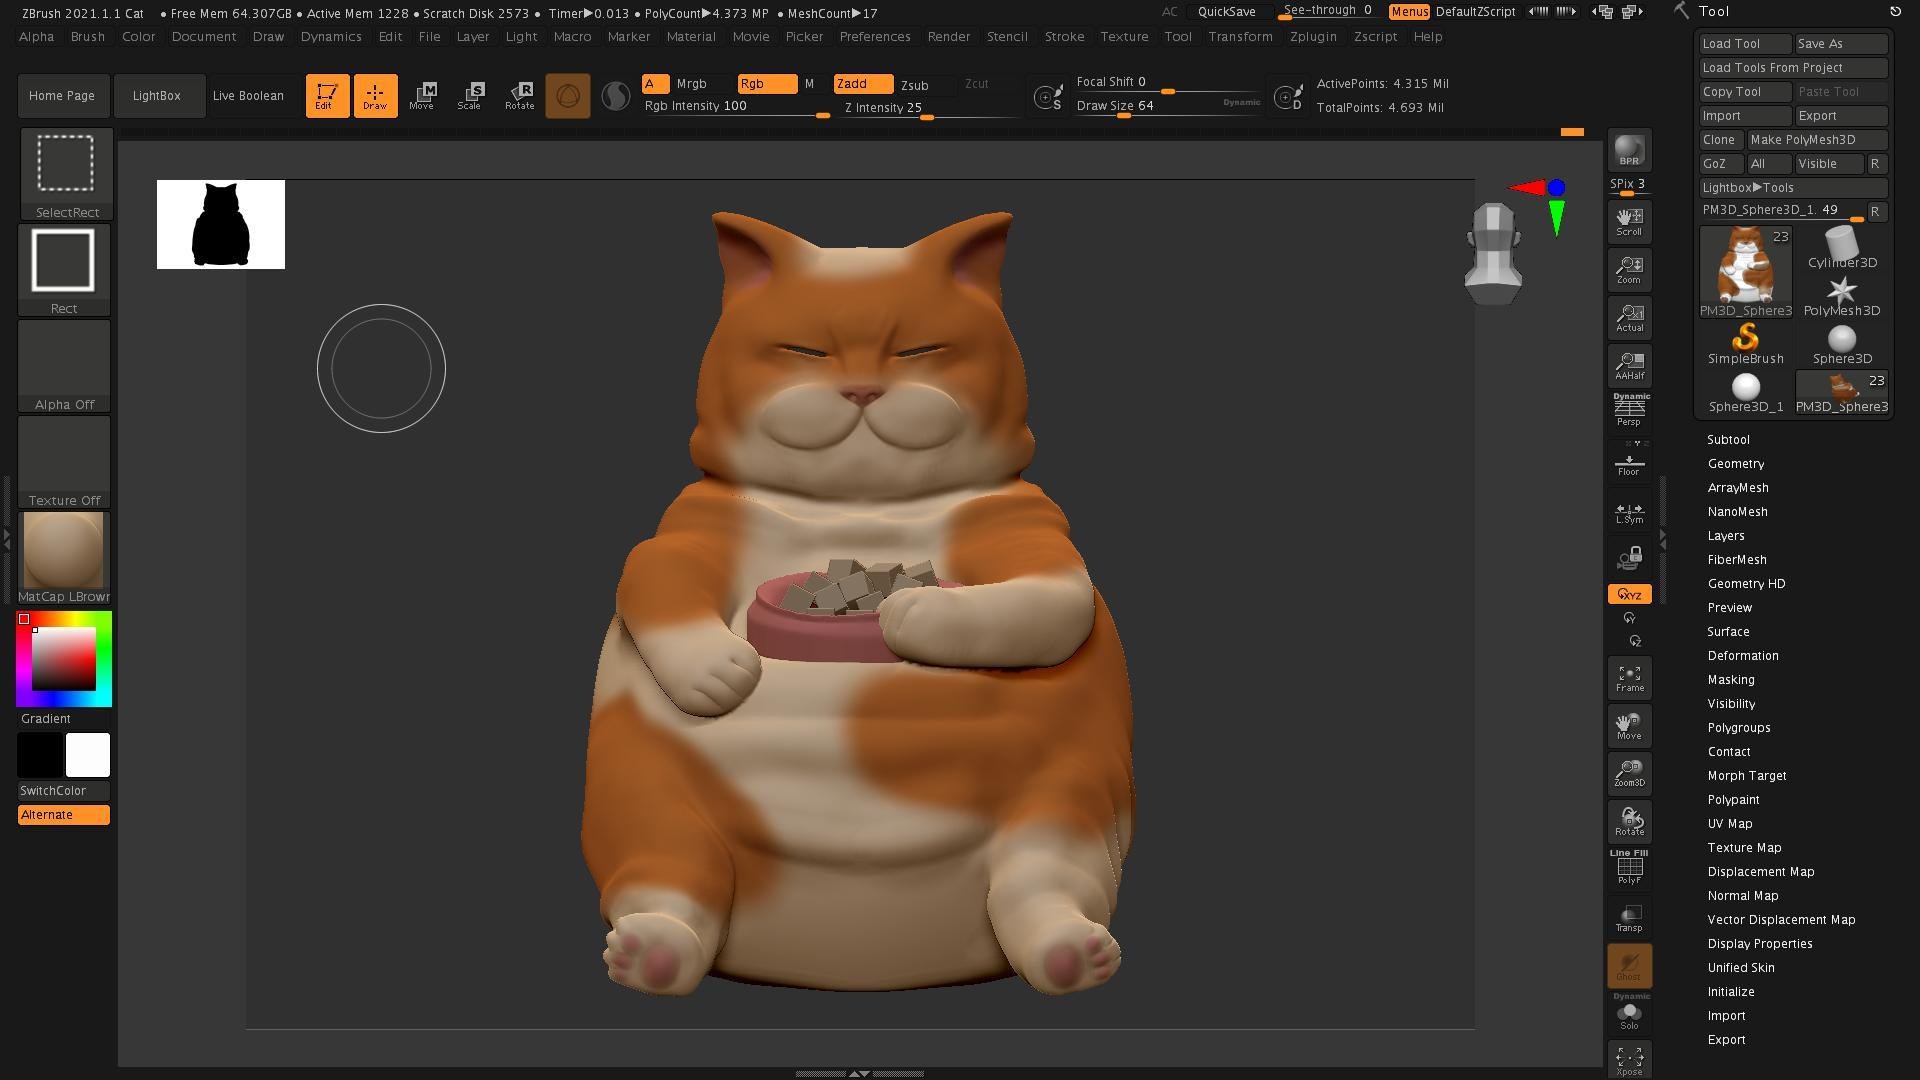 ZBrush 2021.1.1 Cat • Free Mem 64.307GB • Active Mem 1228 • Scratch Disk 2573 • Timer▶0.013 • PolyCount▶4.373 MP • MeshCount▶17
AC QuickSave See-through 0 Menus DefaultZScript
Alpha Brush Color Document Draw Dynamics Edit File Layer Light Macro Marker Material Movie Picker Preferences Render Stencil Stroke Texture Tool Transform Zplugin Zscript Help
Home Page LightBox Live Boolean
Edit Draw Move Scale Rotate
A Mrgb Rgb M Zadd Zsub Zcut
Rgb Intensity 100 Z Intensity 25
Focal Shift 0
Draw Size 64 Dynamic
ActivePoints: 4.315 Mil
TotalPoints: 4.693 Mil
SelectRect
Rect
Alpha Off
Texture Off
MatCap LBrown
Gradient
SwitchColor
Alternate
BPR
SPix 3
Scroll
Zoom
Actual
AAHalf
Dynamic
Persp
Floor
L.Sym
XYZ
Y
Z
Frame
Move
Zoom3D
Rotate
Line Fill
PolyF
Transp
Ghost
Dynamic
Solo
Xpose
Tool
Load Tool Save As
Load Tools From Project
Copy Tool Paste Tool
Import Export
Clone Make PolyMesh3D
GoZ All Visible R
Lightbox▶Tools
PM3D_Sphere3D_1. 49 R
23
Cylinder3D
PM3D_Sphere3 PolyMesh3D
SimpleBrush Sphere3D
23
Sphere3D_1 PM3D_Sphere3
Subtool
Geometry
ArrayMesh
NanoMesh
Layers
FiberMesh
Geometry HD
Preview
Surface
Deformation
Masking
Visibility
Polygroups
Contact
Morph Target
Polypaint
UV Map
Texture Map
Displacement Map
Normal Map
Vector Displacement Map
Display Properties
Unified Skin
Initialize
Import
Export